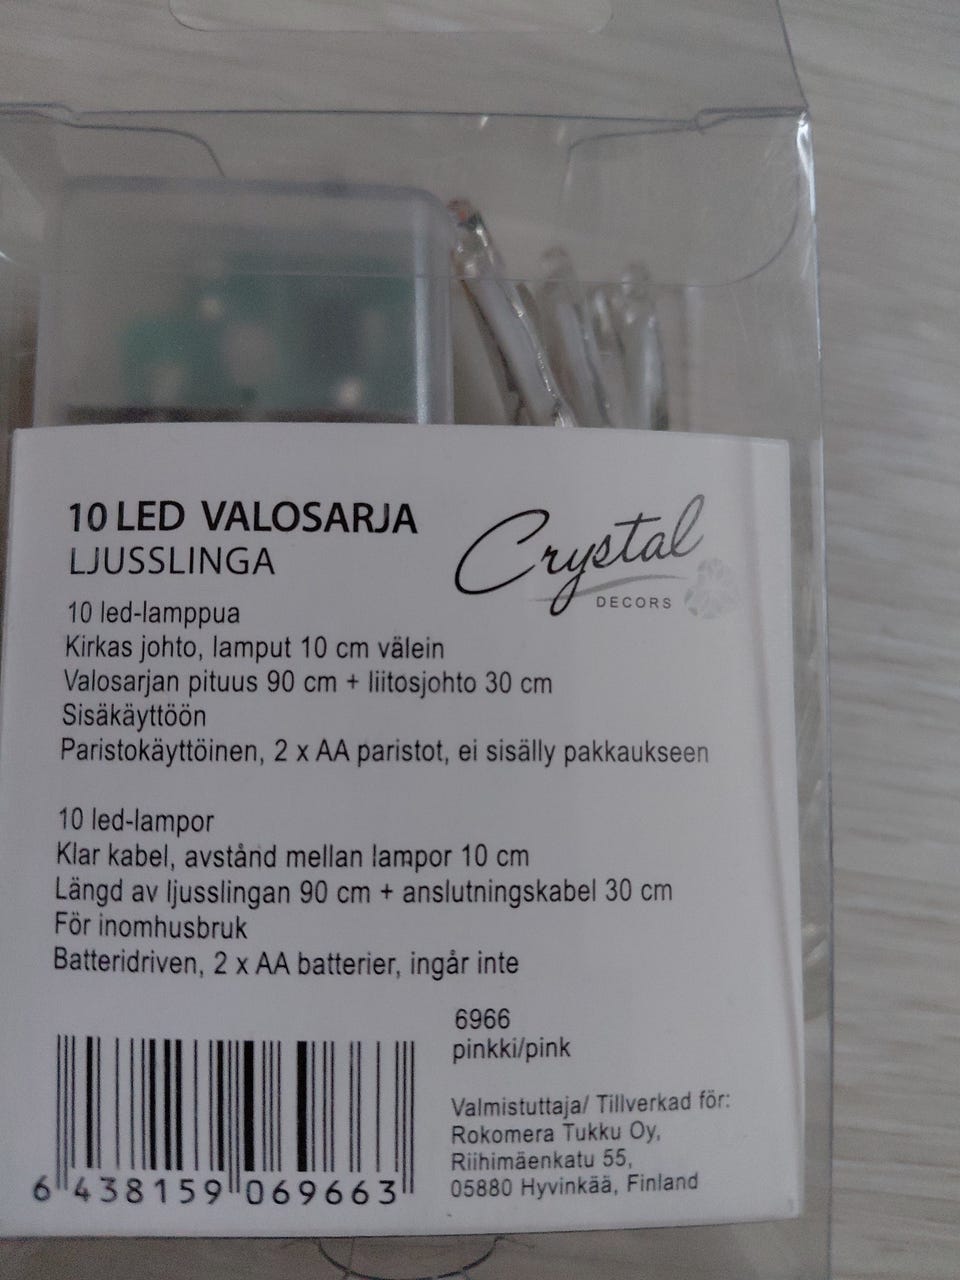 10 LED VALOSARJA
LJUSSLINGA
Crystal
DECORS
10 led-lamppua
Kirkas johto, lamput 10 cm välein
Valosarjan pituus 90 cm + liitosjohto 30 cm
Sisäkäyttöön
Paristokäyttöinen, 2 x AA paristot, ei sisälly pakkaukseen
10 led-lampor
Klar kabel, avstånd mellan lampor 10 cm
Längd av ljusslingan 90 cm + anslutningskabel 30 cm
För inomhusbruk
Batteridriven, 2 x AA batterier, ingår inte
6966
pinkki/pink
Valmistuttaja/ Tillverkad för:
Rokomera Tukku Oy,
Riihimäenkatu 55,
05880 Hyvinkää, Finland
6 438159 069663